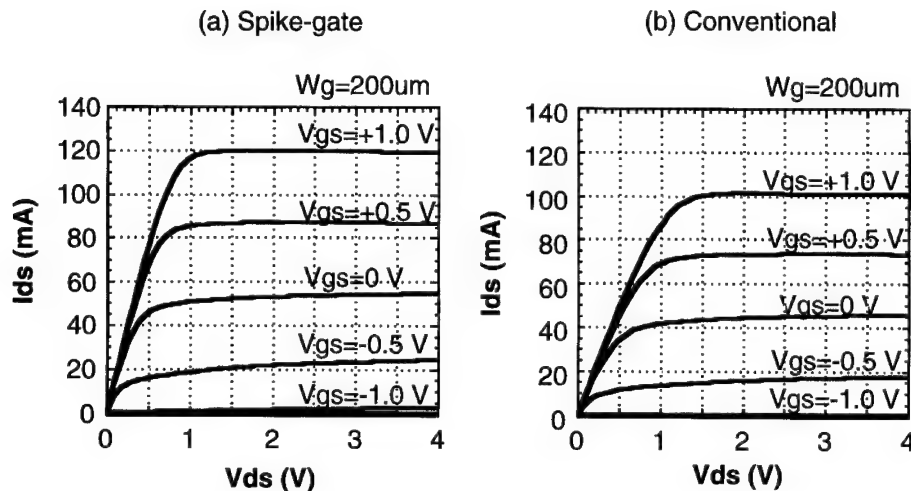 (a) Spike-gate
Wg=200um
140
120
100
80
60
40
20
0
Ids (mA)
Vgs=+1.0 V
Vgs=+0.5 V
Vgs=0 V
Vgs=-0.5 V
Vgs=-1.0 V
0 1 2 3 4
Vds (V)
(b) Conventional
Wg=200um
140
120
100
80
60
40
20
0
Ids (mA)
Vgs=+1.0 V
Vgs=+0.5 V
Vgs=0 V
Vgs=-0.5 V
Vgs=-1.0 V
0 1 2 3 4
Vds (V)